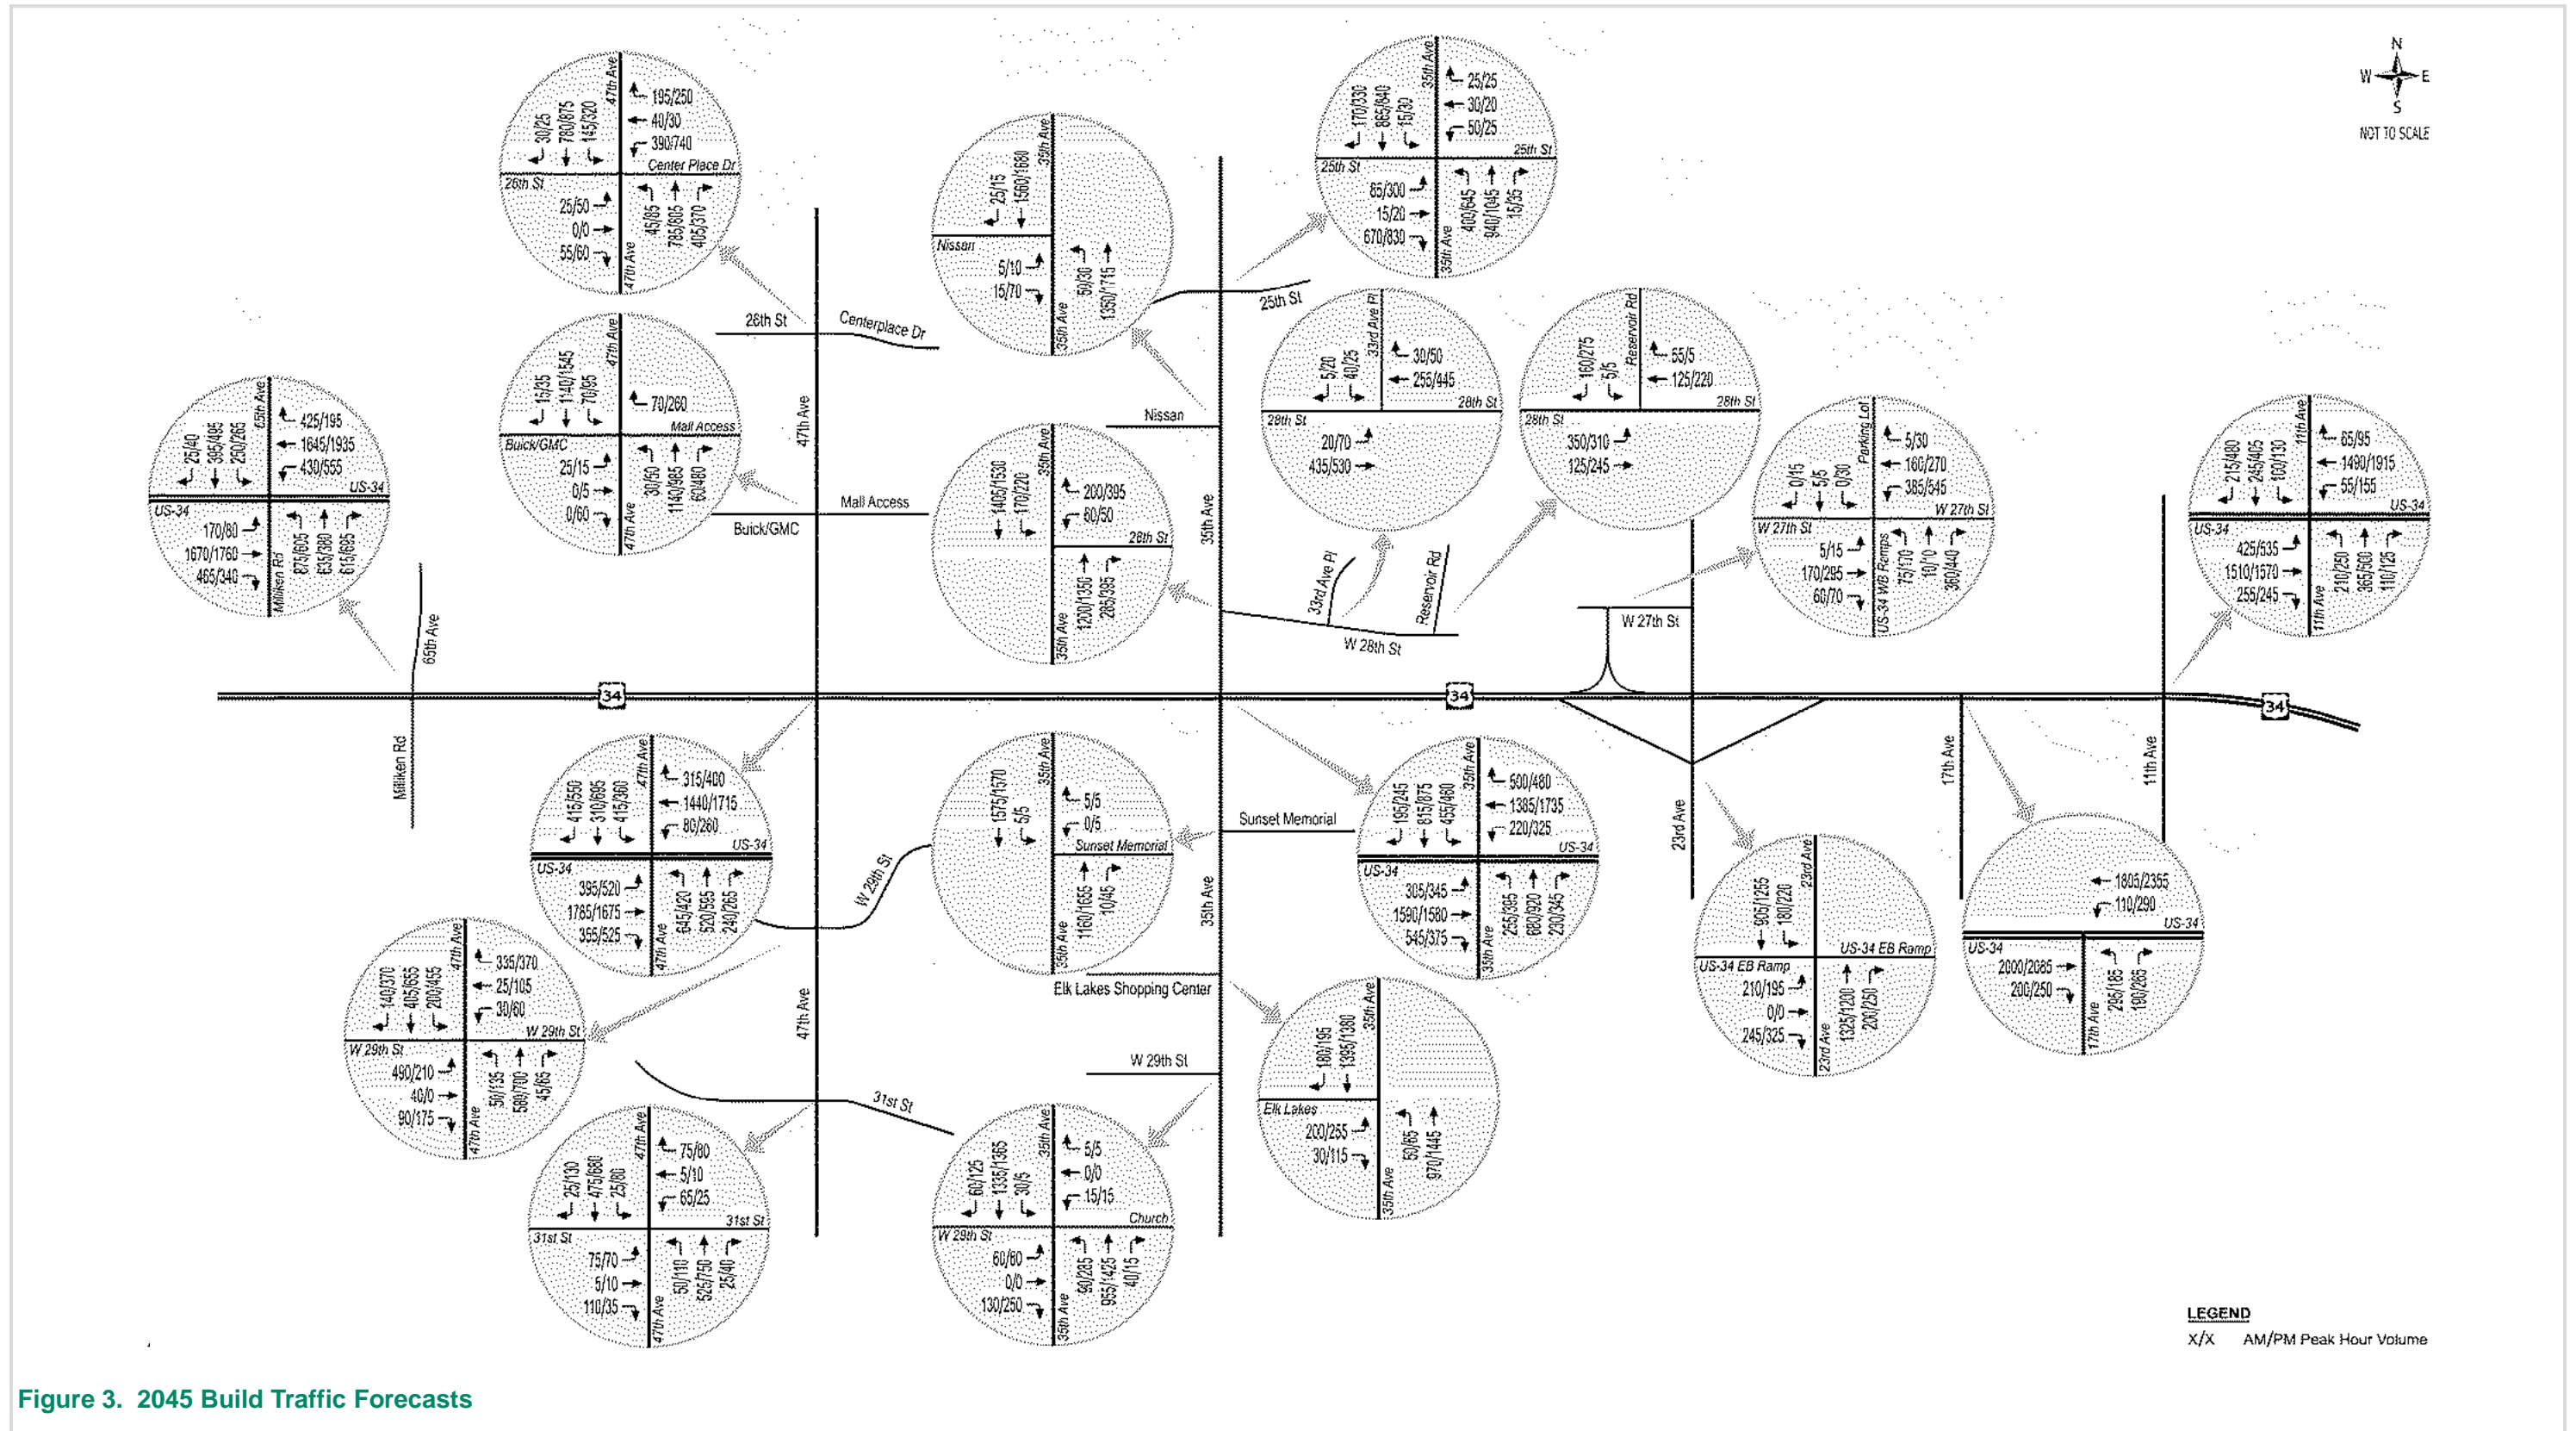 N
W E
S
NOT TO SCALE
47th Ave
30/25
780/875
145/320
195/250
40/30
390/740
Center Place Dr
26th St
25/50
0/0
55/60
45/85
785/605
405/370
47th Ave
35th Ave
25/15
1560/1680
Nissan
5/10
15/70
50/30
1350/1715
35th Ave
35th Ave
170/330
865/840
15/30
25/25
30/20
50/25
25th St
25th St
85/300
15/20
670/830
400/645
940/1045
15/35
35th Ave
28th St
Centerplace Dr
25th St
47th Ave
15/35
1140/1545
70/95
70/260
Mall Access
Buick/GMC
25/15
0/5
0/60
30/50
1140/985
60/480
47th Ave
33rd Ave Pl
5/20
40/25
30/50
255/445
28th St
28th St
20/70
435/530
Reservoir Rd
160/275
5/5
65/5
125/220
28th St
28th St
350/310
125/245
65th Ave
25/40
395/495
250/265
425/195
1645/1935
430/555
US-34
US-34
170/80
1670/1760
465/340
635/380
615/685
Milliken Rd
47th Ave
Nissan
Mall Access
Buick/GMC
35th Ave
1405/1530
170/220
200/395
60/50
28th St
1200/1350
285/395
35th Ave
35th Ave
Parking Lot
0/15
5/5
0/30
5/30
160/270
385/545
W 27th St
W 27th St
5/15
170/295
60/70
75/170
10/10
360/440
US-34 WB Ramps
11th Ave
215/480
245/405
100/130
65/95
1490/1915
55/155
US-34
US-34
425/535
1510/1570
255/245
210/250
365/500
110/125
11th Ave
65th Ave
33rd Ave Pl
Reservoir Rd
W 28th St
W 27th St
34
34
34
Milliken Rd
47th Ave
415/550
310/695
415/360
315/400
1440/1715
80/260
US-34
US-34
395/520
1785/1675
355/525
645/420
520/595
240/265
47th Ave
W 29th St
35th Ave
1575/1570
5/5
5/5
0/5
Sunset Memorial
1160/1655
10/45
35th Ave
35th Ave
Sunset Memorial
35th Ave
195/245
815/875
455/460
500/480
1385/1735
220/325
US-34
US-34
305/345
1590/1580
545/375
255/395
680/920
230/345
35th Ave
23rd Ave
17th Ave
11th Ave
23rd Ave
905/1255
180/220
US-34 EB Ramp
US-34 EB Ramp
210/195
0/0
245/325
1325/1200
200/250
23rd Ave
1805/2355
110/290
US-34
US-34
2000/2085
200/250
295/185
190/265
17th Ave
47th Ave
140/370
405/655
200/455
335/370
25/105
30/60
W 29th St
W 29th St
490/210
40/0
90/175
50/135
580/700
45/65
47th Ave
47th Ave
Elk Lakes Shopping Center
W 29th St
35th Ave
180/195
1395/1380
Elk Lakes
200/255
30/115
50/65
970/1445
35th Ave
31st St
47th Ave
25/130
475/680
25/80
75/80
5/10
65/25
31st St
31st St
75/70
5/10
110/35
50/110
525/750
25/40
47th Ave
35th Ave
60/125
1335/1365
30/5
5/5
0/0
15/15
Church
W 29th St
60/80
0/0
130/250
90/285
955/1425
40/15
35th Ave
LEGEND
X/X AM/PM Peak Hour Volume
Figure 3. 2045 Build Traffic Forecasts